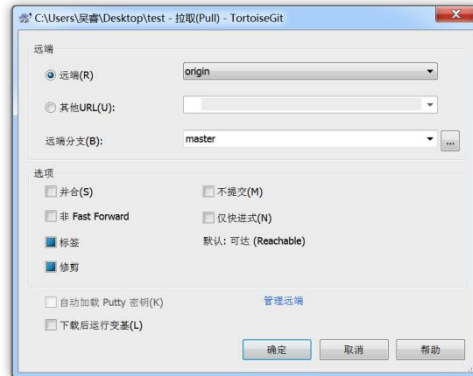 C:\Users\吴睿\Desktop\test - 拉取(Pull) - TortoiseGit
远端
远端(R) origin
其他URL(U):
远端分支(B): master ...
选项
并合(S) 不提交(M)
非 Fast Forward 仅快进式(N)
标签 默认: 可达 (Reachable)
修剪
自动加载 Putty 密钥(K) 管理远端
下载后运行变基(L)
确定 取消 帮助